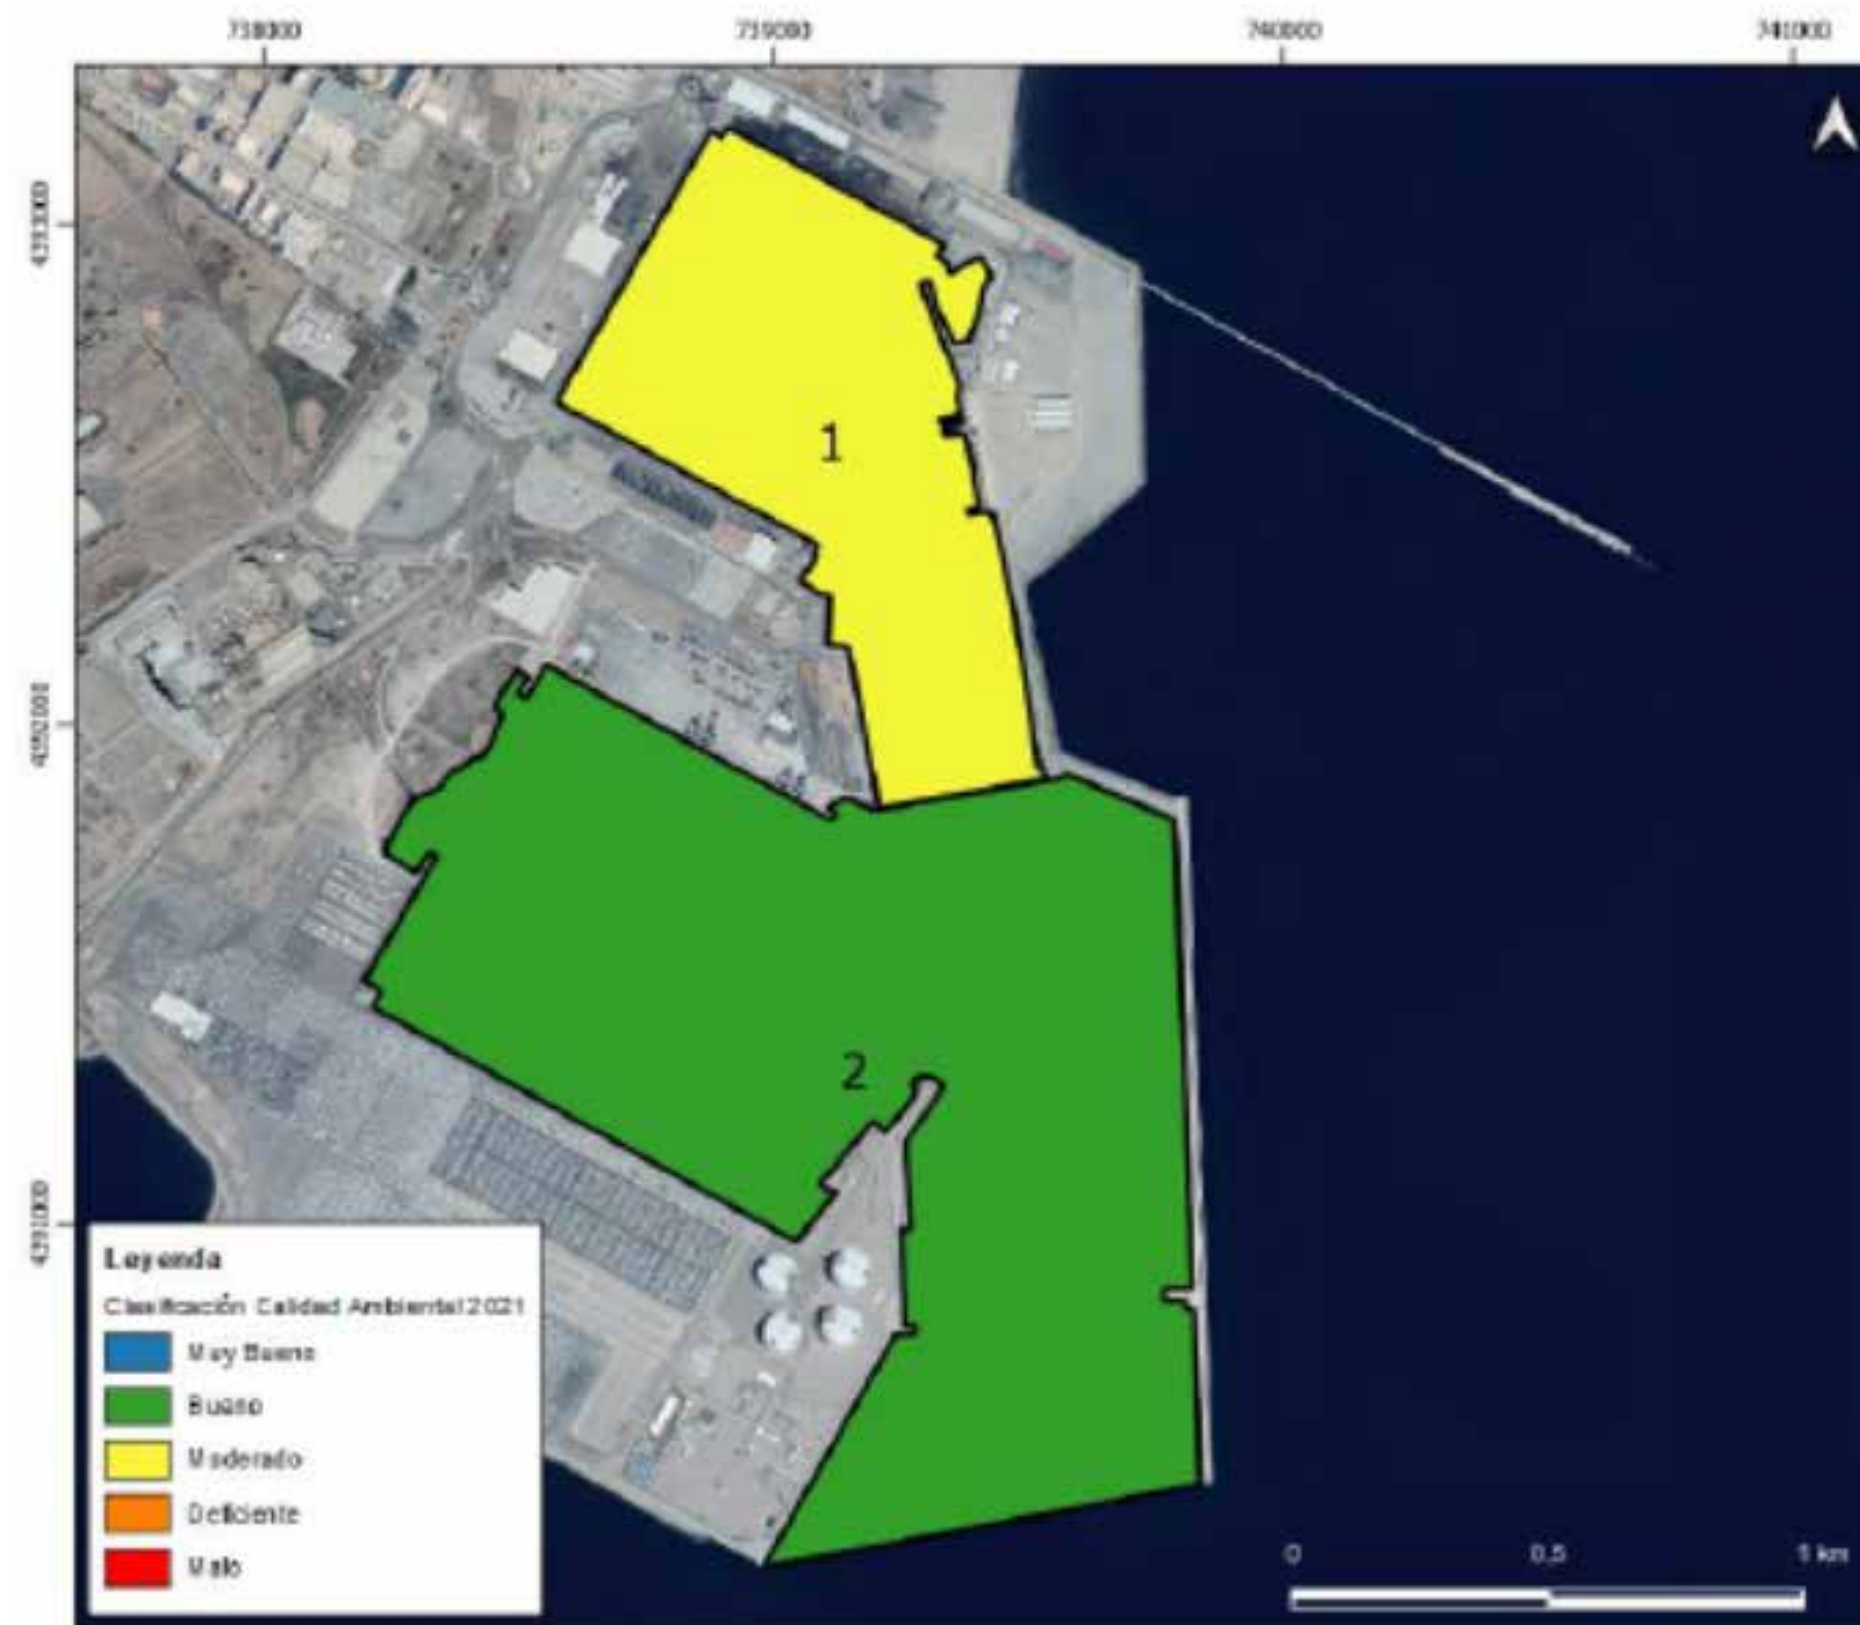 738000
739000
740000
741000
1
2
Leyenda
Clasificación Calidad Ambiental 2021
Muy Bueno
Bueno
Moderado
Deficiente
Malo
0
0,5
1 km